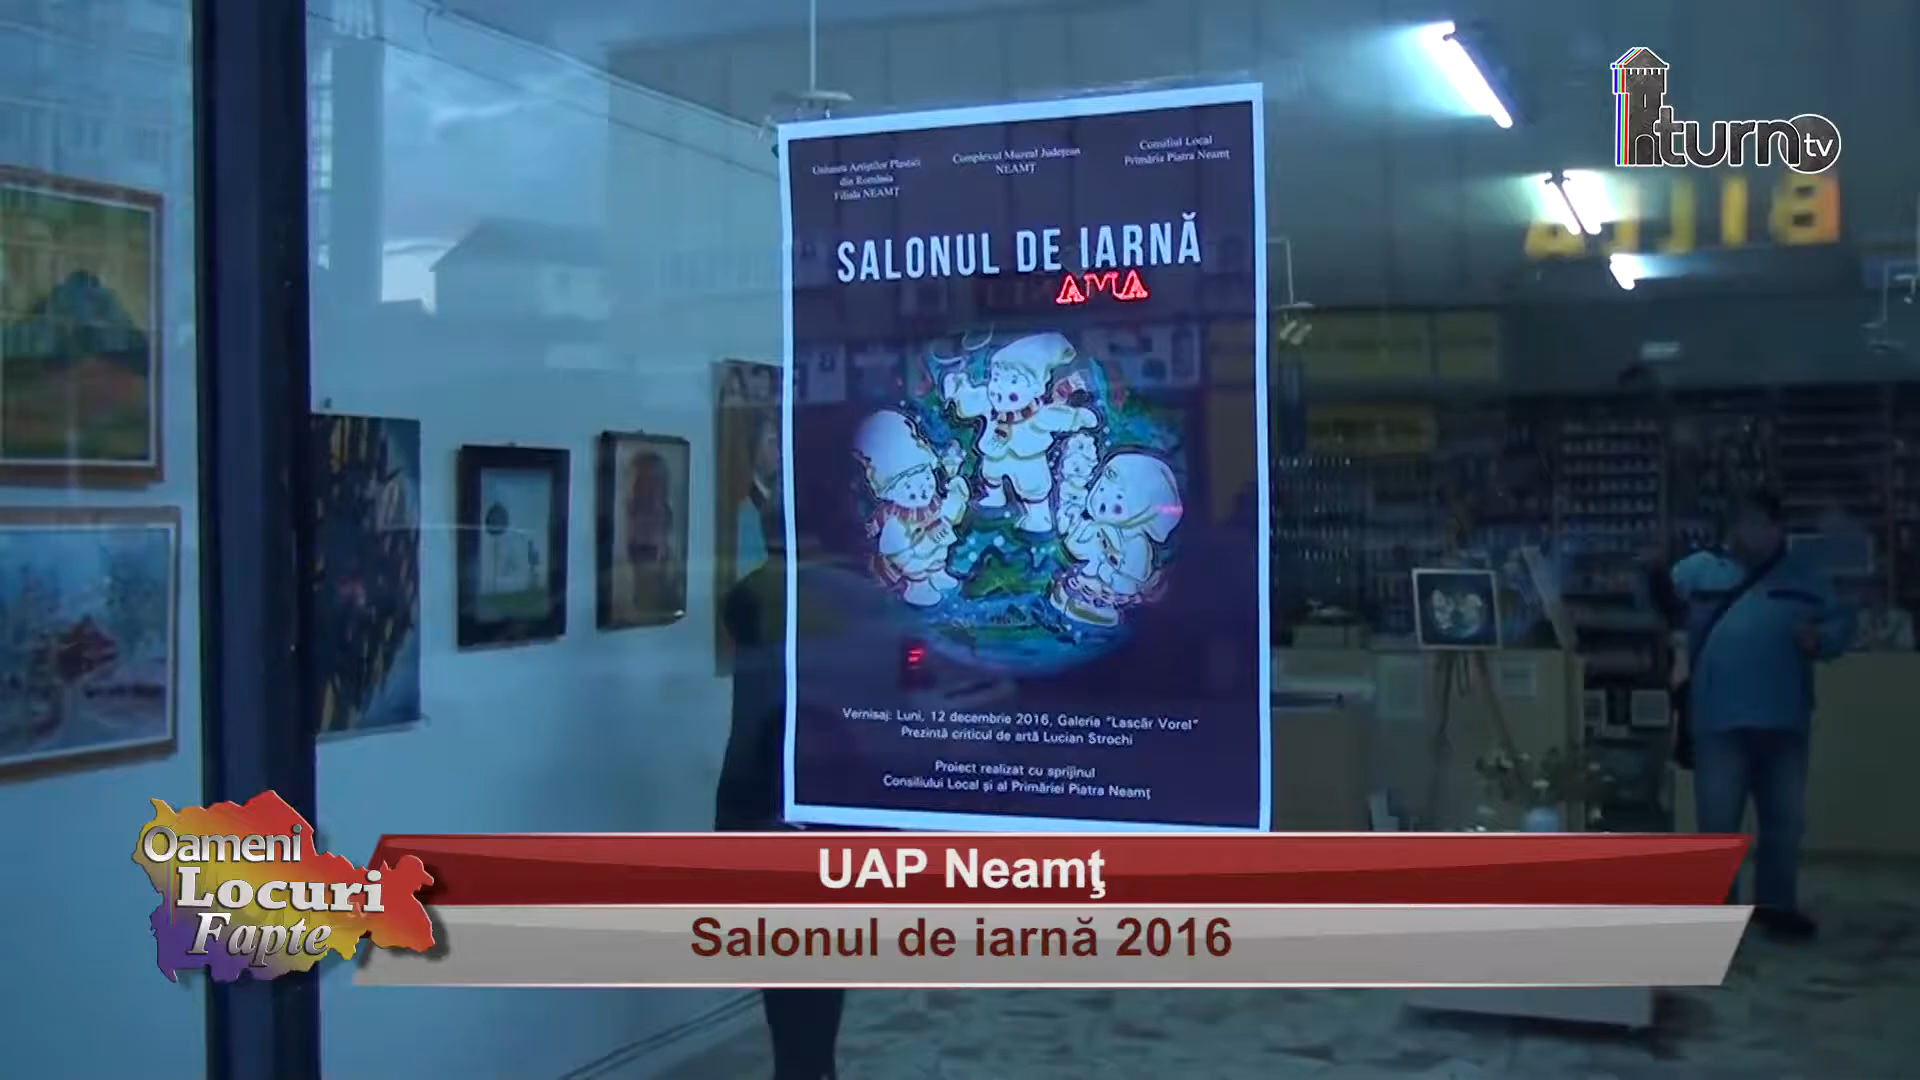 turn tv
Uniunea Artiștilor Plastici
din România
Filiala NEAMȚ
Complexul Muzeal Județean
NEAMȚ
Consiliul Local
Primăria Piatra Neamț
SALONUL DE IARNĂ
AMA
BILLA
Vernisaj: Luni, 12 decembrie 2016, Galeria "Lascăr Vorel"
Prezintă criticul de artă Lucian Strochi
Proiect realizat cu sprijinul
Consiliului Local și al Primăriei Piatra Neamț
Oameni
Locuri
Fapte
UAP Neamţ
Salonul de iarnă 2016